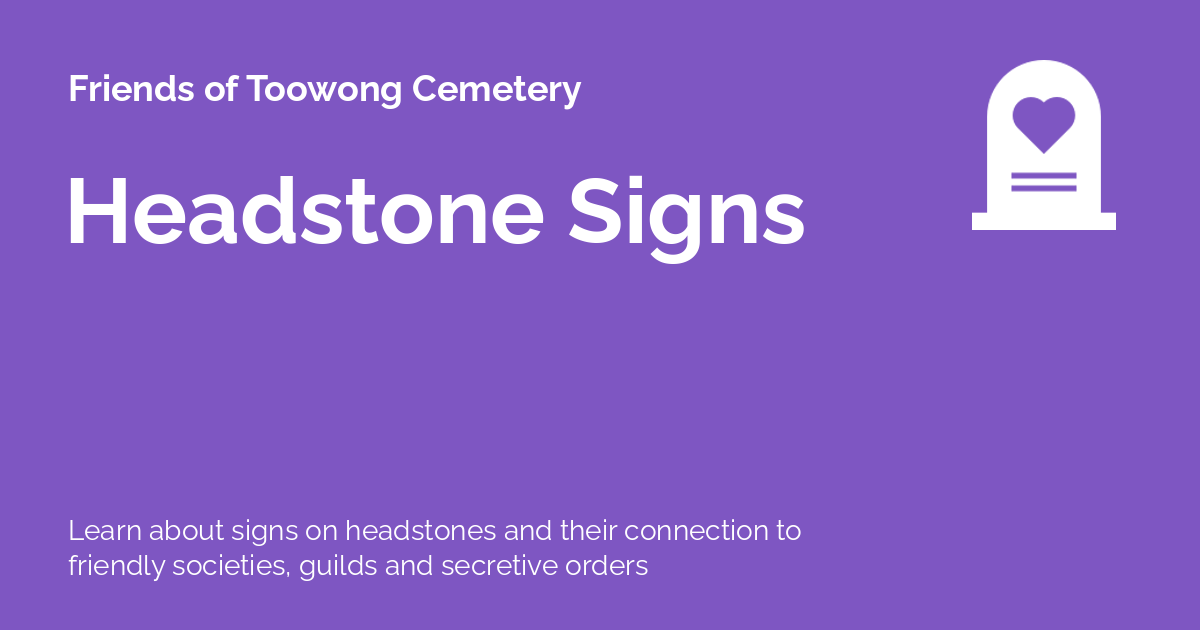 Friends of Toowong Cemetery
Headstone Signs
Learn about signs on headstones and their connection to
friendly societies, guilds and secretive orders